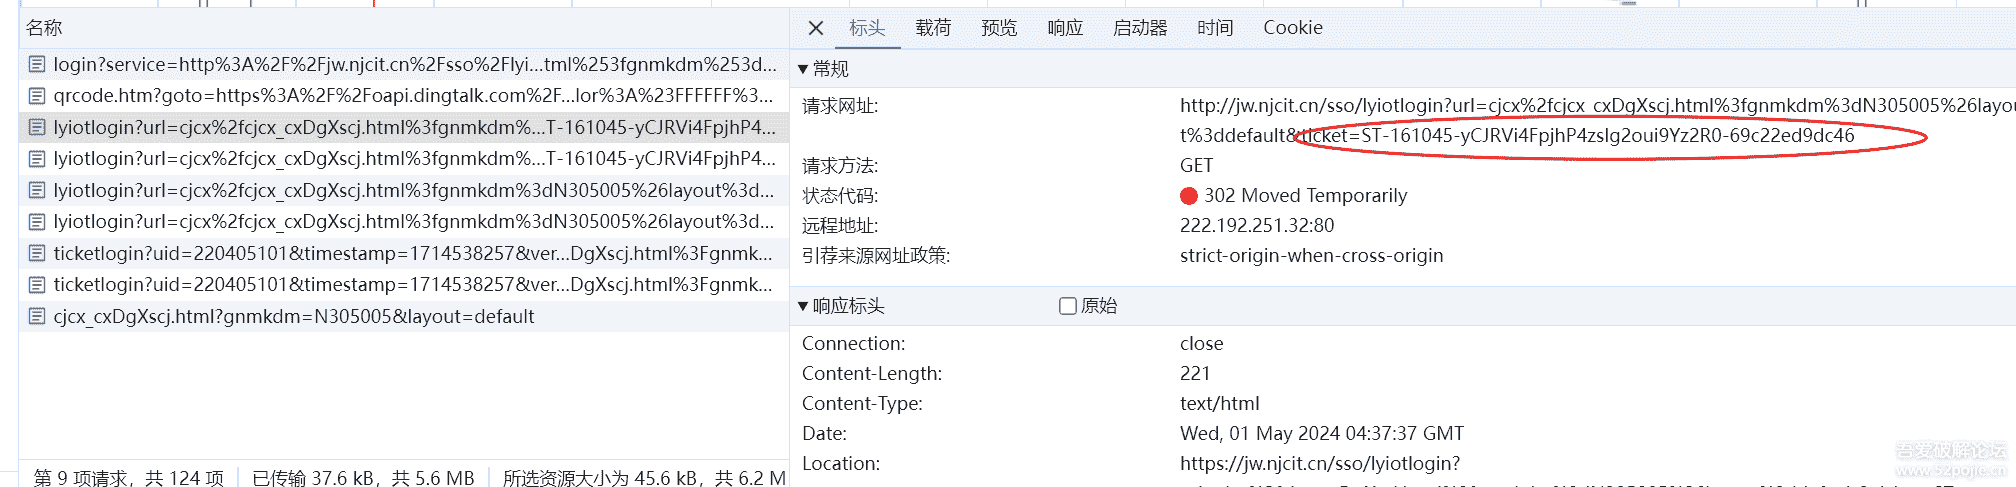 名称
login?service=http%3A%2F%2Fjw.njcit.cn%2Fsso%2Flyi...tml%253fgnmkdm%253d...
qrcode.htm?goto=https%3A%2F%2Foapi.dingtalk.com%2F...lor%3A%23FFFFFF%3...
lyiotlogin?url=cjcx%2fcjcx_cxDgXscj.html%3fgnmkdm%...T-161045-yCJRVi4FpjhP4...
lyiotlogin?url=cjcx%2fcjcx_cxDgXscj.html%3fgnmkdm%...T-161045-yCJRVi4FpjhP4...
lyiotlogin?url=cjcx%2fcjcx_cxDgXscj.html%3fgnmkdm%3dN305005%26layout%3d...
lyiotlogin?url=cjcx%2fcjcx_cxDgXscj.html%3fgnmkdm%3dN305005%26layout%3d...
ticketlogin?uid=220405101&timestamp=1714538257&ver...DgXscj.html%3Fgnmk...
ticketlogin?uid=220405101&timestamp=1714538257&ver...DgXscj.html%3Fgnmk...
cjcx_cxDgXscj.html?gnmkdm=N305005&layout=default
第 9 项请求，共 124 项 已传输 37.6 kB，共 5.6 MB 所选资源大小为 45.6 kB，共 6.2 M
标头 载荷 预览 响应 启动器 时间 Cookie
常规
请求网址: http://jw.njcit.cn/sso/lyiotlogin?url=cjcx%2fcjcx_cxDgXscj.html%3fgnmkdm%3dN305005%26layou
t%3ddefault&ticket=ST-161045-yCJRVi4FpjhP4zslg2oui9Yz2R0-69c22ed9dc46
请求方法: GET
状态代码: 302 Moved Temporarily
远程地址: 222.192.251.32:80
引荐来源网址政策: strict-origin-when-cross-origin
响应标头 原始
Connection: close
Content-Length: 221
Content-Type: text/html
Date: Wed, 01 May 2024 04:37:37 GMT
Location: https://jw.njcit.cn/sso/lyiotlogin?
吾爱破解论坛
www.52pojie.cn